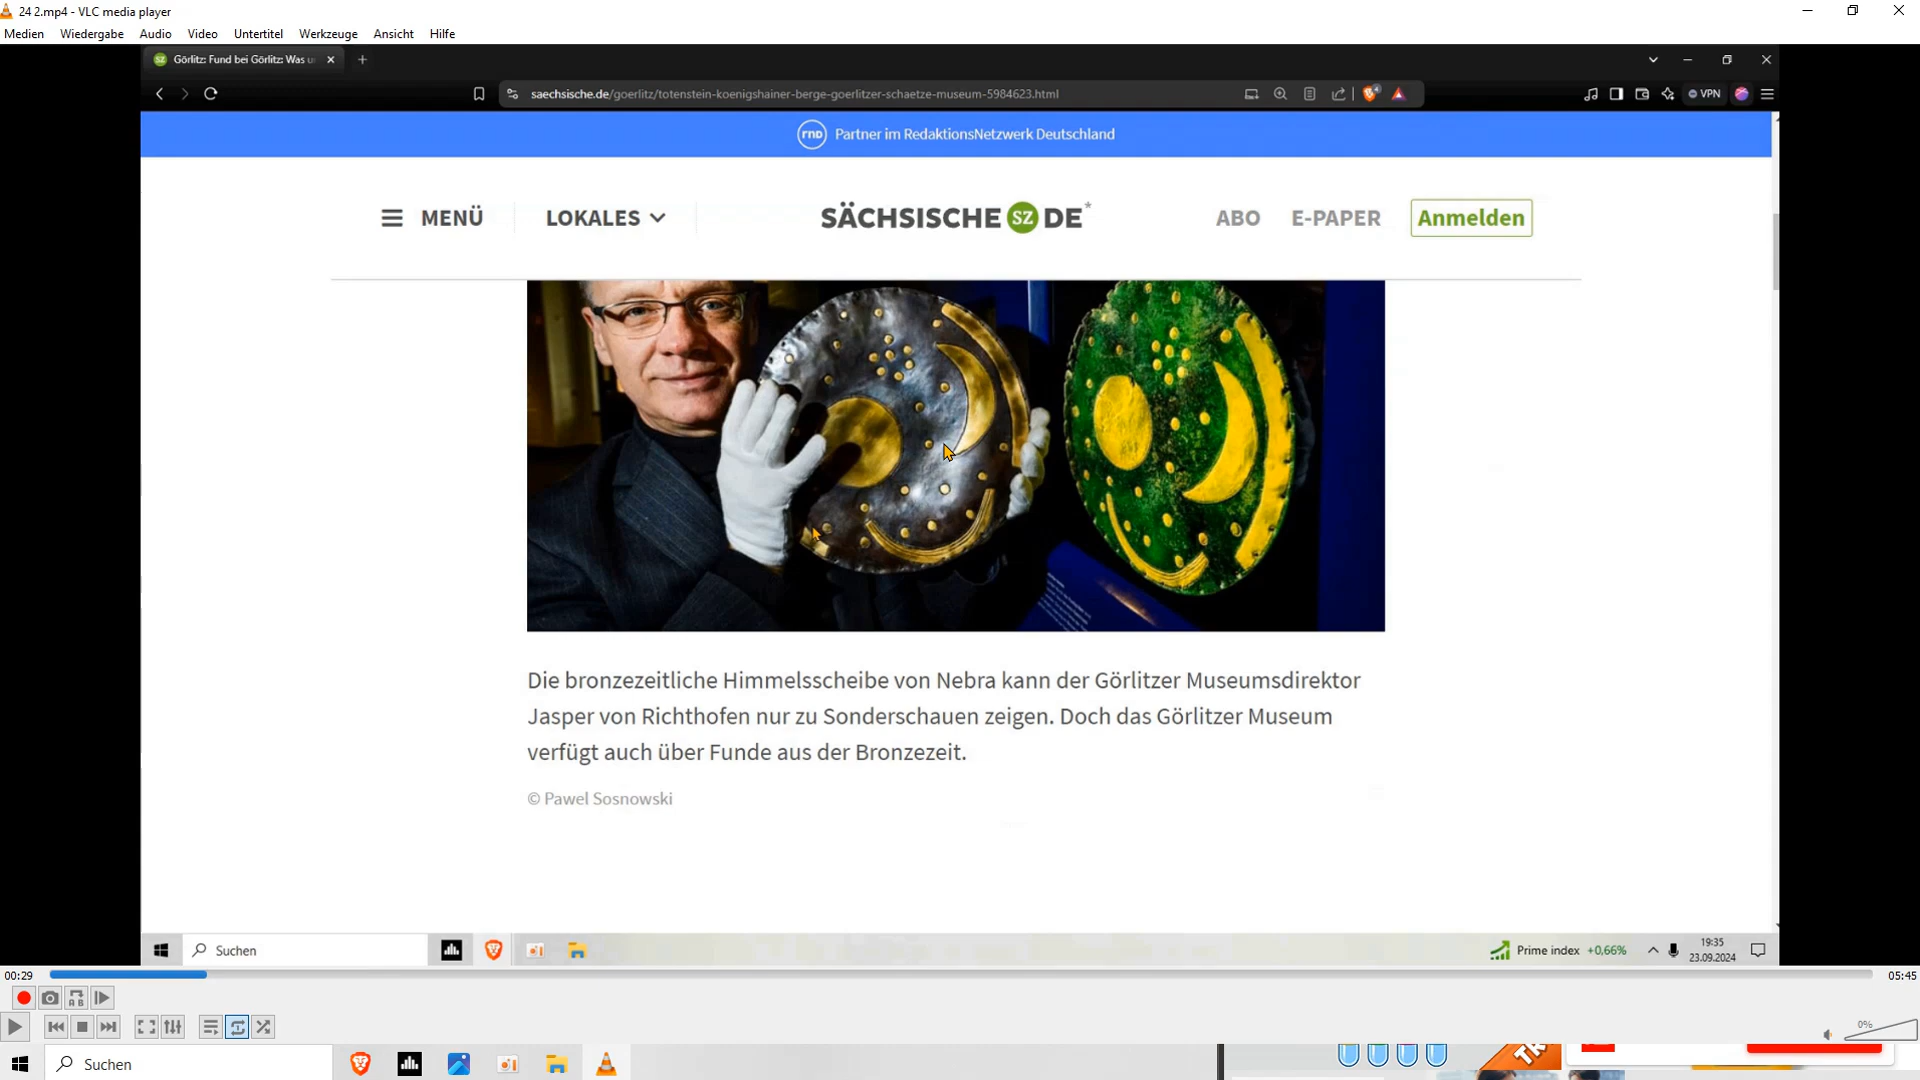 24 2.mp4 - VLC media player
Medien Wiedergabe Audio Video Untertitel Werkzeuge Ansicht Hilfe
SZ Görlitz: Fund bei Görlitz: Was u
saechsische.de/goerlitz/totenstein-koenigshainer-berge-goerlitzer-schaetze-museum-5984623.html
4
VPN
rnD Partner im RedaktionsNetzwerk Deutschland
MENÜ LOKALES SÄCHSISCHE SZ DE* ABO E-PAPER Anmelden
Die bronzezeitliche Himmelsscheibe von Nebra kann der Görlitzer Museumsdirektor
Jasper von Richthofen nur zu Sonderschauen zeigen. Doch das Görlitzer Museum
verfügt auch über Funde aus der Bronzezeit.
© Pawel Sosnowski
Suchen Prime index +0,66% 19:35
23.09.2024
00:29 05:45
A B
0%
Suchen